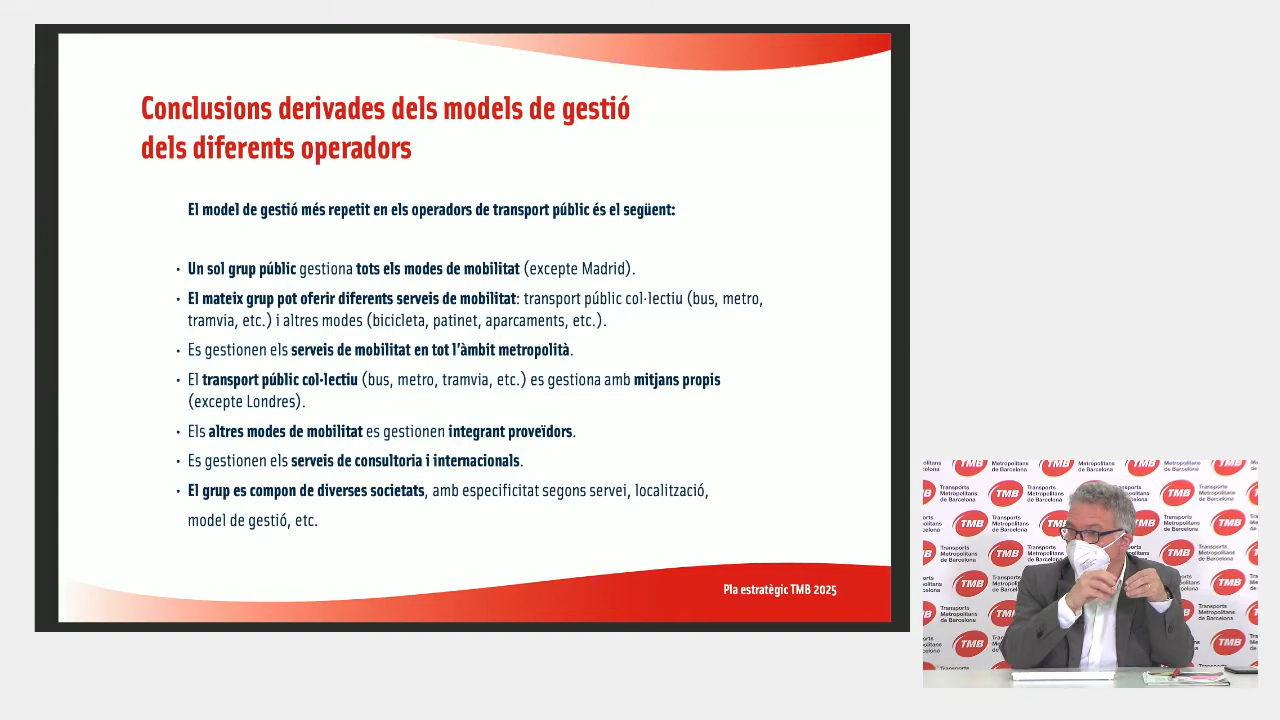 Conclusions derivades dels models de gestió
dels diferents operadors
El model de gestió més repetit en els operadors de transport públic és el següent:
• Un sol grup públic gestiona tots els modes de mobilitat (excepte Madrid).
• El mateix grup pot oferir diferents serveis de mobilitat: transport públic col·lectiu (bus, metro,
tramvia, etc.) i altres modes (bicicleta, patinet, aparcaments, etc.).
• Es gestionen els serveis de mobilitat en tot l'àmbit metropolità.
• El transport públic col·lectiu (bus, metro, tramvia, etc.) es gestiona amb mitjans propis
(excepte Londres).
• Els altres modes de mobilitat es gestionen integrant proveïdors.
• Es gestionen els serveis de consultoria i internacionals.
• El grup es compon de diverses societats, amb especificitat segons servei, localització,
model de gestió, etc.
Pla estratègic TMB 2025
TMB
Transports
Metropolitans
de Barcelona